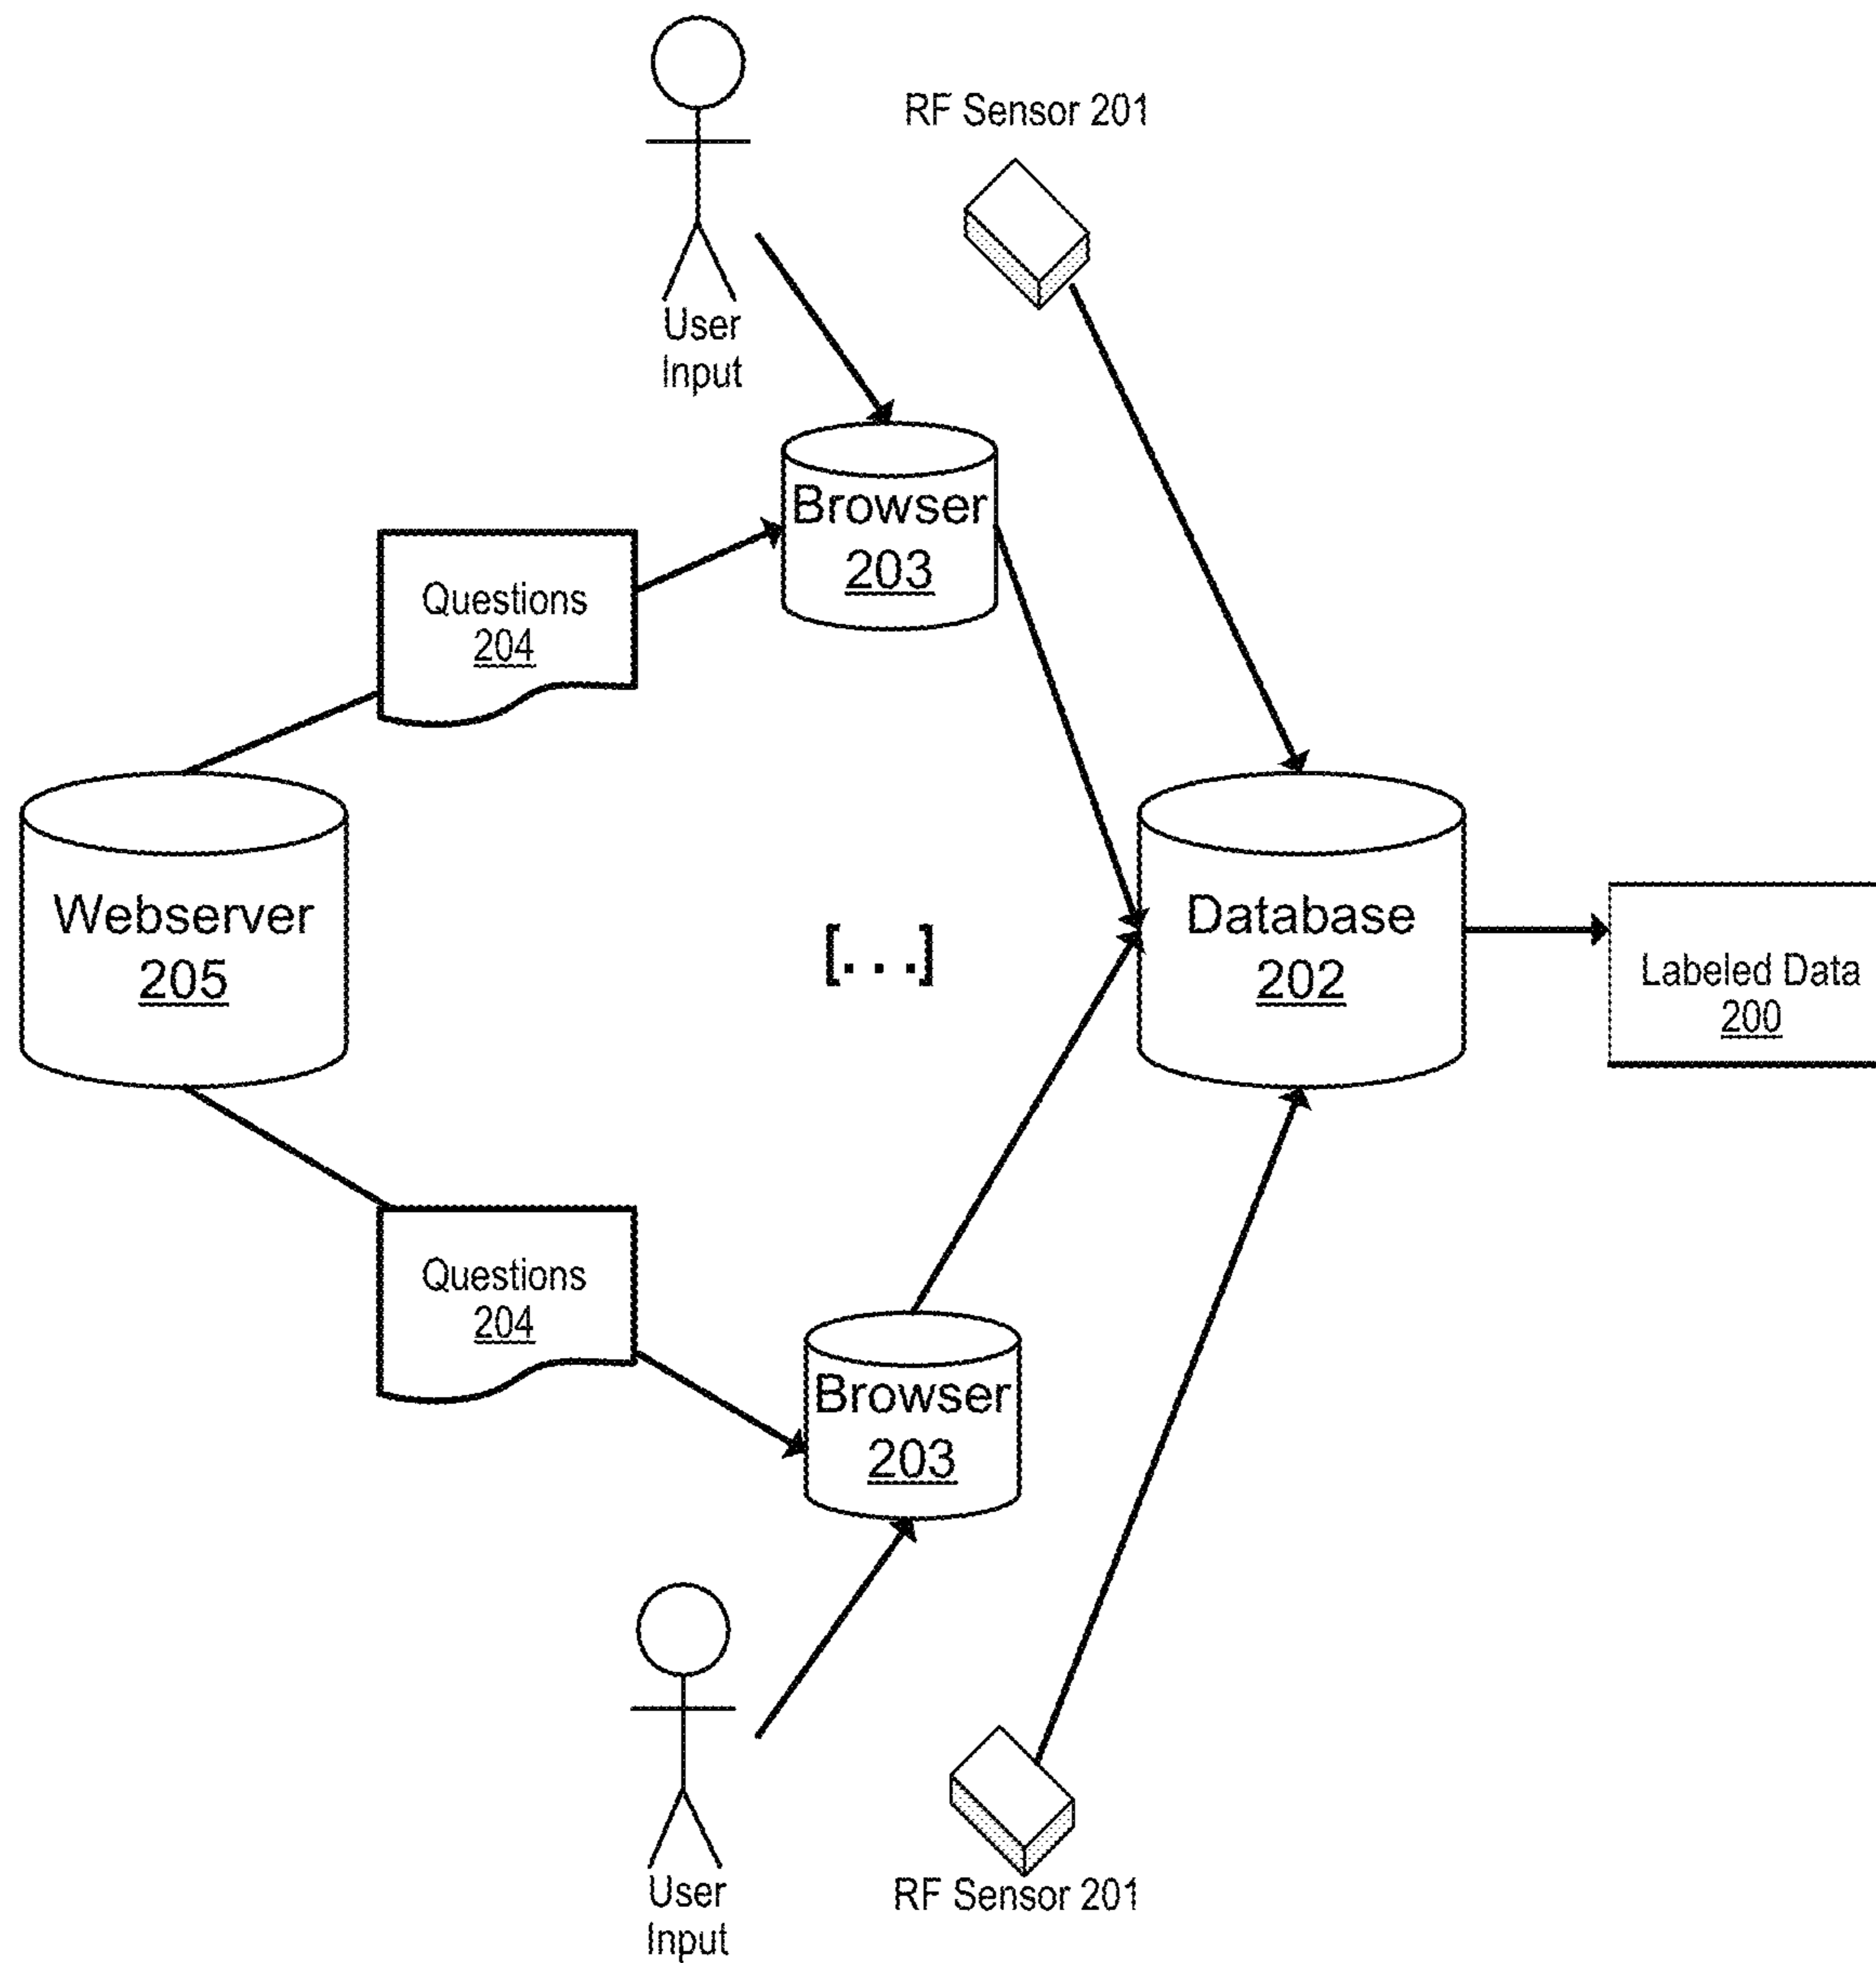 RF Sensor 201
User
Input
Browser
203
Questions
204
Webserver
205
[...]
Database
202
Labeled Data
200
Questions
204
Browser
203
User
Input
RF Sensor 201